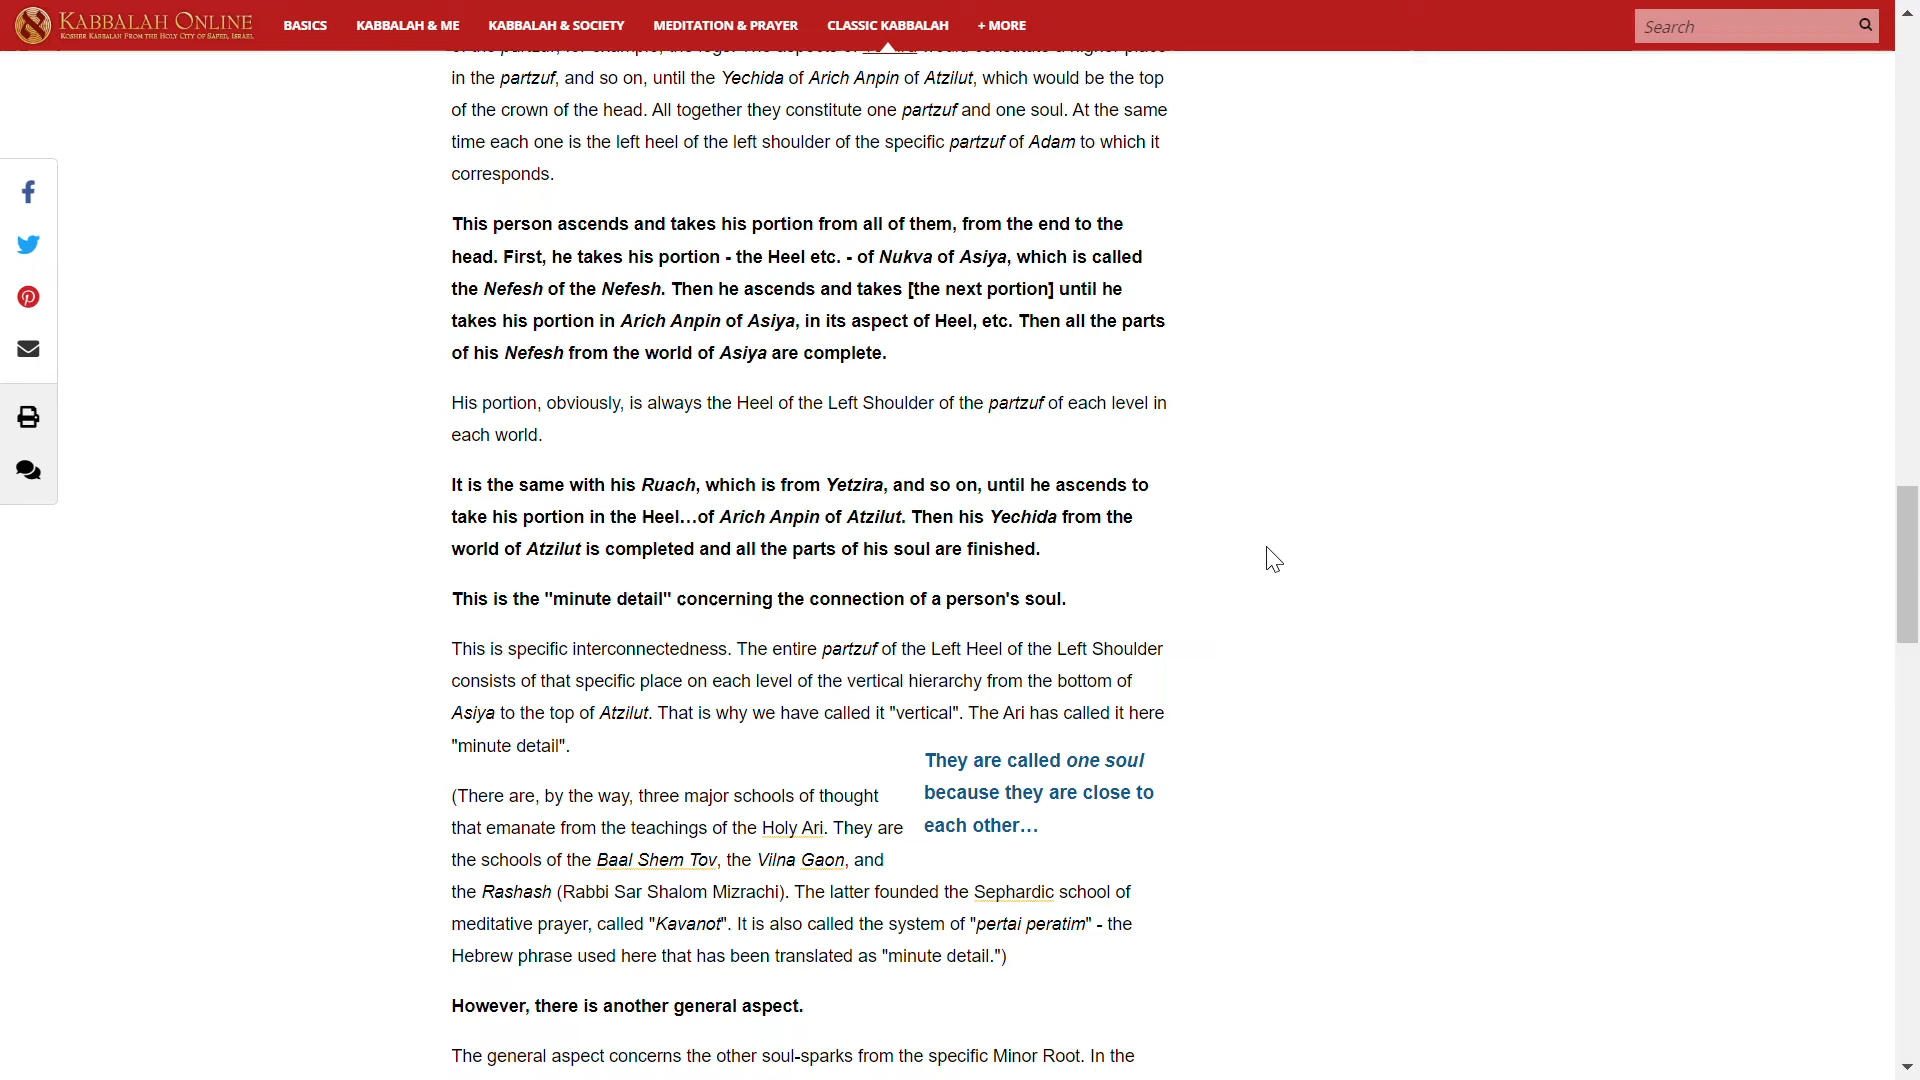 KABBALAH ONLINE
KOSHER KABBALAH FROM THE HOLY CITY OF SAFED, ISRAEL
BASICS
KABBALAH & ME
KABBALAH & SOCIETY
MEDITATION & PRAYER
CLASSIC KABBALAH
+ MORE
Search
in the partzuf, and so on, until the Yechida of Arich Anpin of Atzilut, which would be the top
of the crown of the head. All together they constitute one partzuf and one soul. At the same
time each one is the left heel of the left shoulder of the specific partzuf of Adam to which it
corresponds.
This person ascends and takes his portion from all of them, from the end to the
head. First, he takes his portion - the Heel etc. - of Nukva of Asiya, which is called
the Nefesh of the Nefesh. Then he ascends and takes [the next portion] until he
takes his portion in Arich Anpin of Asiya, in its aspect of Heel, etc. Then all the parts
of his Nefesh from the world of Asiya are complete.
His portion, obviously, is always the Heel of the Left Shoulder of the partzuf of each level in
each world.
It is the same with his Ruach, which is from Yetzira, and so on, until he ascends to
take his portion in the Heel…of Arich Anpin of Atzilut. Then his Yechida from the
world of Atzilut is completed and all the parts of his soul are finished.
This is the "minute detail" concerning the connection of a person's soul.
This is specific interconnectedness. The entire partzuf of the Left Heel of the Left Shoulder
consists of that specific place on each level of the vertical hierarchy from the bottom of
Asiya to the top of Atzilut. That is why we have called it "vertical". The Ari has called it here
"minute detail".
They are called one soul
because they are close to
each other…
(There are, by the way, three major schools of thought
that emanate from the teachings of the Holy Ari. They are
the schools of the Baal Shem Tov, the Vilna Gaon, and
the Rashash (Rabbi Sar Shalom Mizrachi). The latter founded the Sephardic school of
meditative prayer, called "Kavanot". It is also called the system of "pertai peratim" - the
Hebrew phrase used here that has been translated as "minute detail.")
However, there is another general aspect.
The general aspect concerns the other soul-sparks from the specific Minor Root. In the